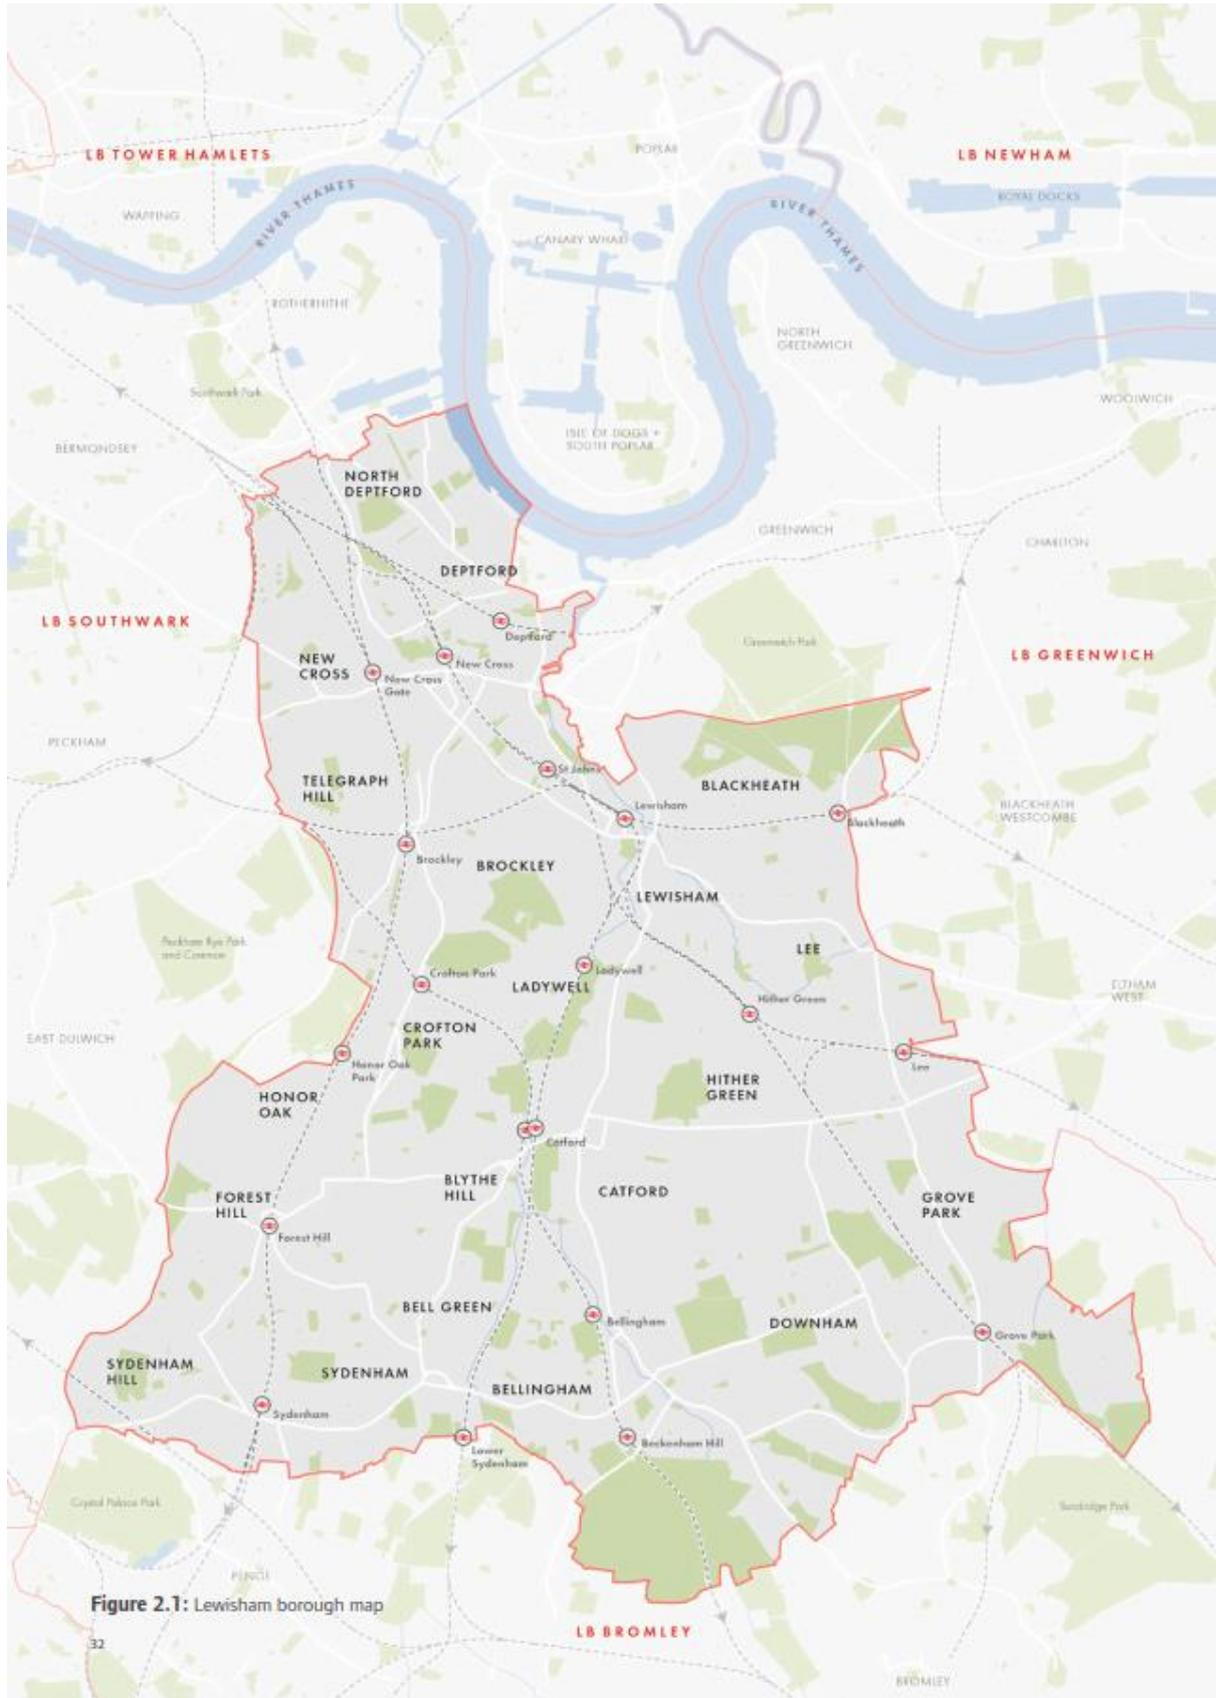 LB TOWER HAMLETS
POPLAR
LB NEWHAM
RIVER THAMES
WAPPING
RIVER THAMES
ROYAL DOCKS
CANARY WHARF
ROTHERHITHE
NORTH
GREENWICH
Southwark Park
WOOLWICH
BERMONDSEY
ISLE OF DOGS +
SOUTH POPLAR
NORTH
DEPTFORD
GREENWICH
CHARLTON
DEPTFORD
LB SOUTHWARK
Deptford
Greenwich Park
LB GREENWICH
NEW
CROSS
New Cross
New Cross
Gate
PECKHAM
TELEGRAPH
HILL
St Johns
BLACKHEATH
Lewisham
Blackheath
BLACKHEATH
WESTCOMBE
Brockley
BROCKLEY
LEWISHAM
Peckham Rye Park
and Common
LEE
Crofton Park
Ladywell
LADYWELL
Hither Green
ELTHAM
WEST
EAST DULWICH
CROFTON
PARK
Honor Oak
Park
Lee
HONOR
OAK
HITHER
GREEN
Catford
BLYTHE
HILL
CATFORD
FOREST
HILL
GROVE
PARK
Forest Hill
BELL GREEN
Bellingham
DOWNHAM
Grove Park
SYDENHAM
HILL
SYDENHAM
BELLINGHAM
Sydenham
Lower
Sydenham
Beckenham Hill
Crystal Palace Park
Sundridge Park
PENGE
Figure 2.1: Lewisham borough map
LB BROMLEY
32
BROMLEY